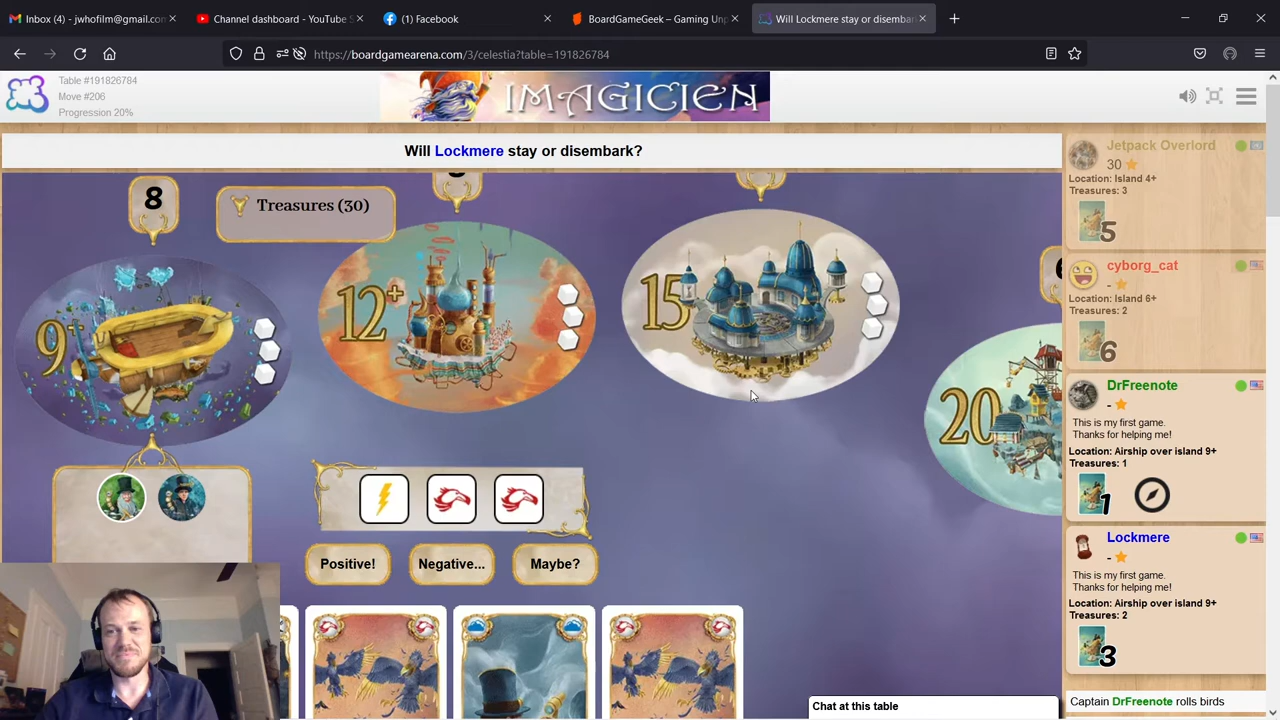 Inbox (4) - jwhofilm@gmail.com
Channel dashboard - YouTube S
(1) Facebook
BoardGameGeek – Gaming Unp
Will Lockmere stay or disembar
https://boardgamearena.com/3/celestia?table=191826784
Table #191826784
Move #206
Progression 20%
IMAGICIEN
Will Lockmere stay or disembark?
8
Treasures (30)
9+
12+
15
20
Positive!
Negative...
Maybe?
Jetpack Overlord
30
Location: Island 4+
Treasures: 3
5
cyborg_cat
-
Location: Island 6+
Treasures: 2
6
DrFreenote
-
This is my first game.
Thanks for helping me!
Location: Airship over island 9+
Treasures: 1
1
Lockmere
-
This is my first game.
Thanks for helping me!
Location: Airship over island 9+
Treasures: 2
3
Chat at this table
Captain DrFreenote rolls birds